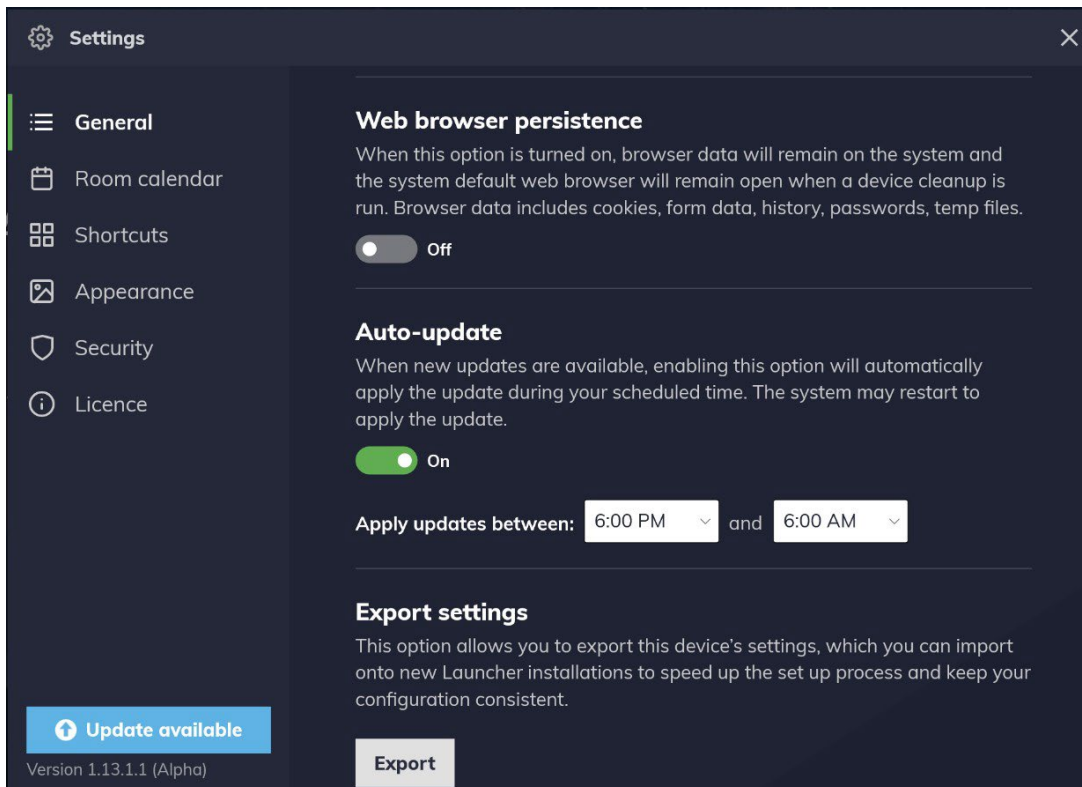 Settings
General
Room calendar
Shortcuts
Appearance
Security
Licence
Update available
Version 1.13.1.1 (Alpha)
Web browser persistence
When this option is turned on, browser data will remain on the system and
the system default web browser will remain open when a device cleanup is
run. Browser data includes cookies, form data, history, passwords, temp files.
Off
Auto-update
When new updates are available, enabling this option will automatically
apply the update during your scheduled time. The system may restart to
apply the update.
On
Apply updates between: 6:00 PM and 6:00 AM
Export settings
This option allows you to export this device’s settings, which you can import
onto new Launcher installations to speed up the set up process and keep your
configuration consistent.
Export